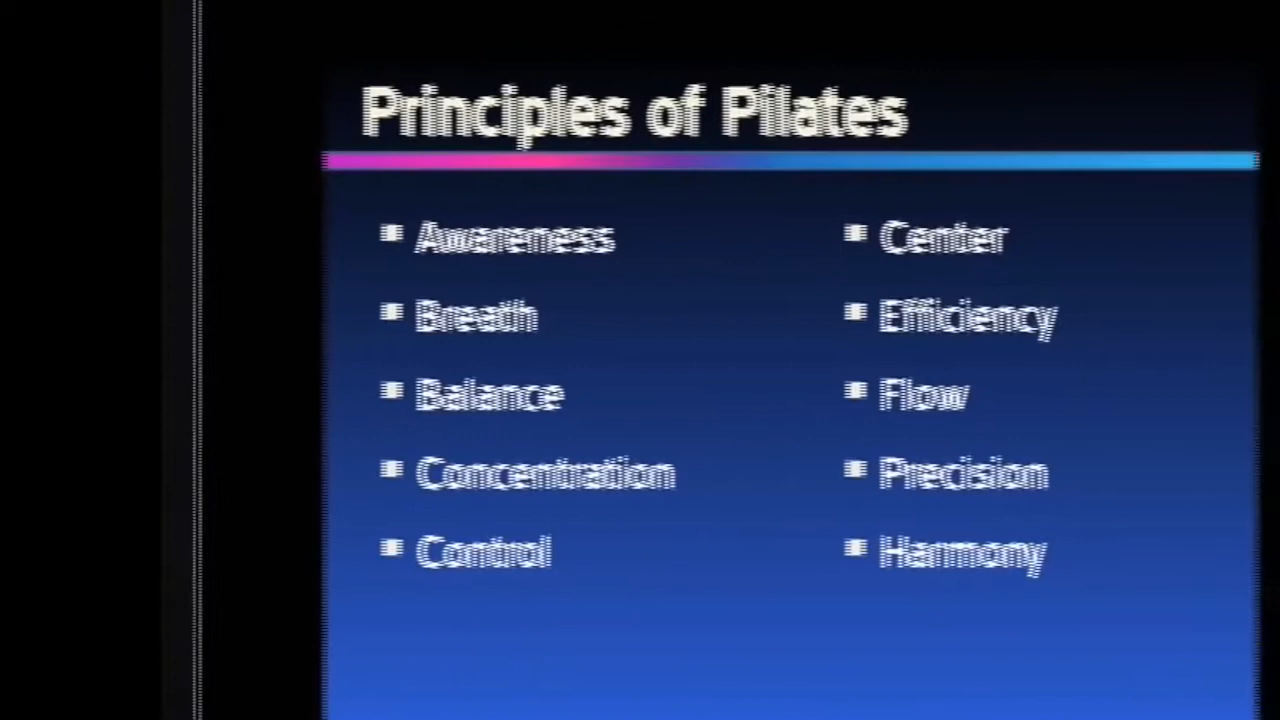 Principles of Pilates
▪ Awareness
▪ Breath
▪ Balance
▪ Concentration
▪ Control
▪ Center
▪ Efficiency
▪ Flow
▪ Precision
▪ Harmony